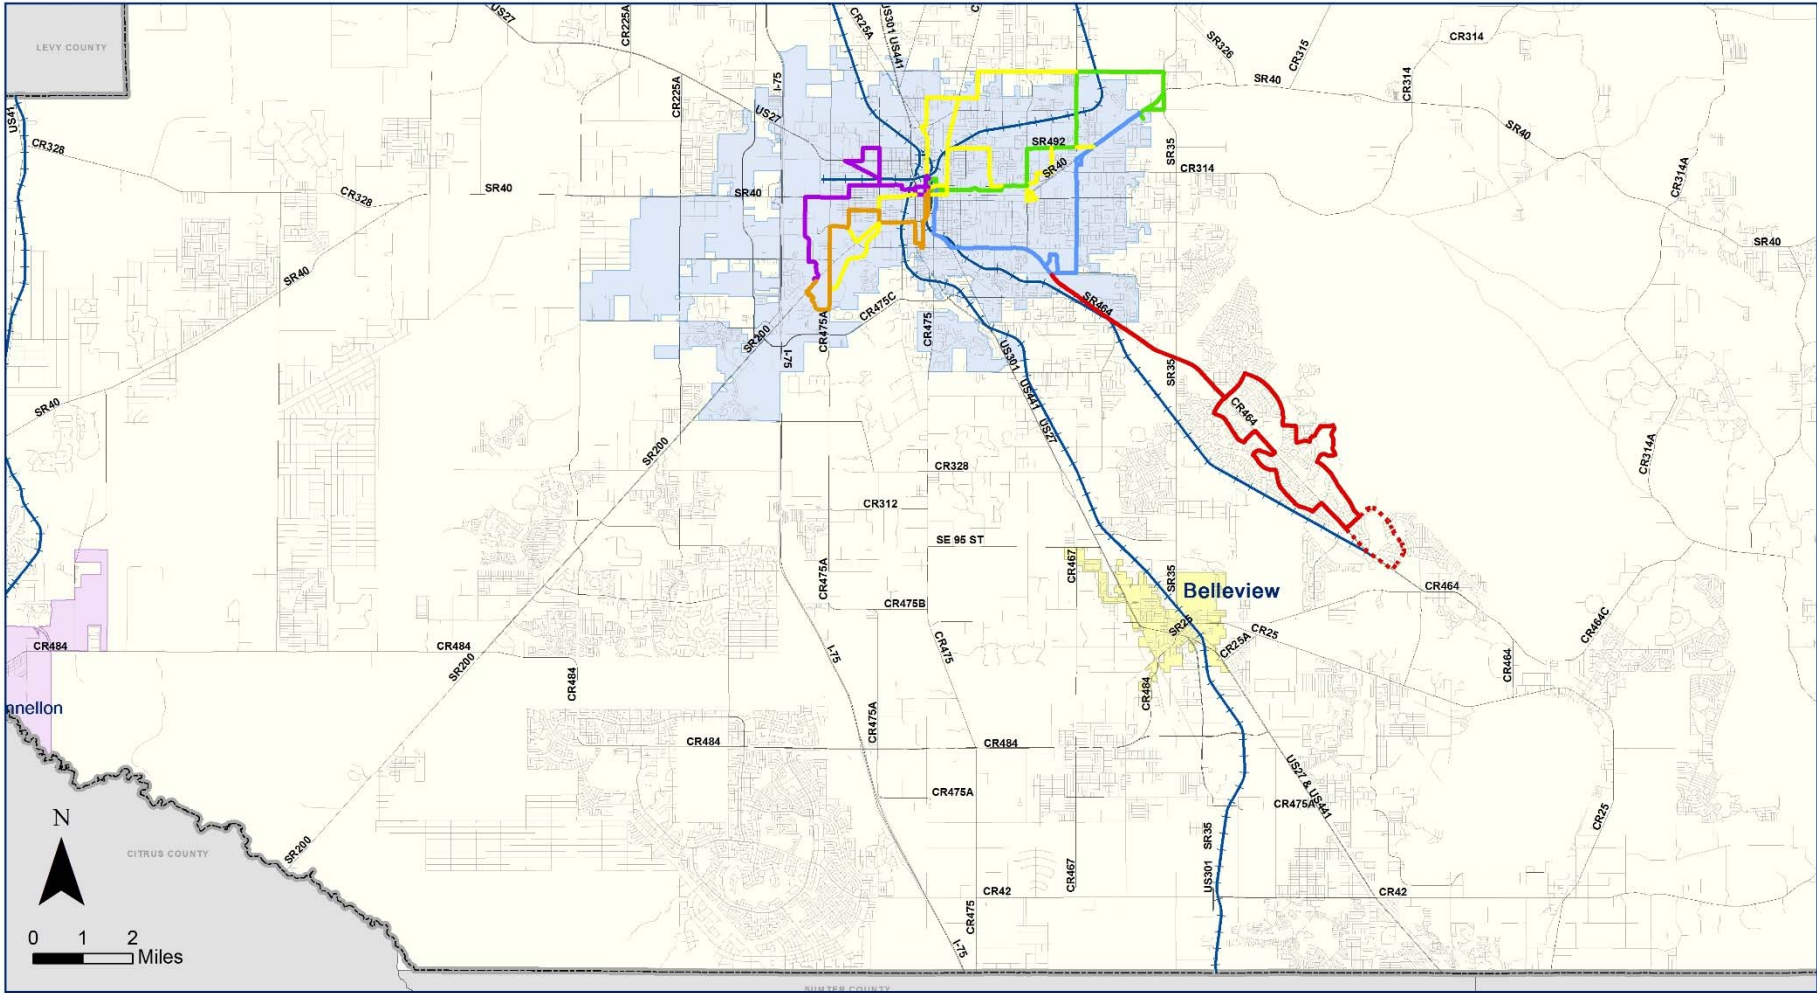 US27
CR225A
CR25A
US301 US441
LEVY COUNTY
SR326
CR315
CR314
SR40
CR314
CR225A
I-75
US27
US41
CR328
SR492
SR40
SR35
CR314
SR40
CR314A
CR328
SR40
SR40
SR40
SR40
CR475C
SR464
CR475A
CR475
SR200
I-75
US301
US441
US27
SR35
CR464
SR40
SR200
CR328
CR314A
CR312
SE 95 ST
CR467
CR475A
SR35
Belleview
CR464
CR475B
SR25
CR25
CR25A
CR464C
CR484
CR484
SR200
CR484
I-75
CR475
CR464
CR484
nnellon
CR475A
CR484
CR484
US27 & US441
CR475A
CR475A
CR25
SR35
N
CITRUS COUNTY
SR200
CR467
US301
CR42
CR42
CR475
I-75
0 1 2
Miles
SUMTER COUNTY